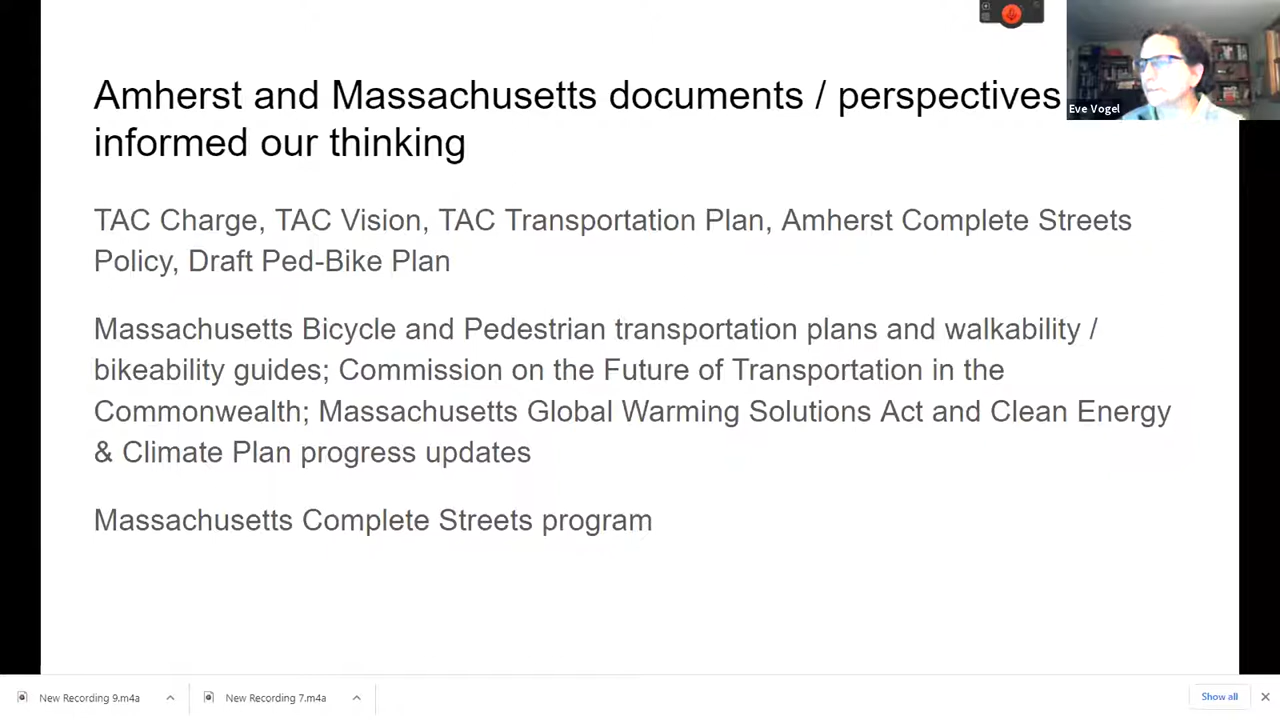 Amherst and Massachusetts documents / perspectives
informed our thinking
Eve Vogel
TAC Charge, TAC Vision, TAC Transportation Plan, Amherst Complete Streets
Policy, Draft Ped-Bike Plan
Massachusetts Bicycle and Pedestrian transportation plans and walkability /
bikeability guides; Commission on the Future of Transportation in the
Commonwealth; Massachusetts Global Warming Solutions Act and Clean Energy
& Climate Plan progress updates
Massachusetts Complete Streets program
New Recording 9.m4a
New Recording 7.m4a
Show all